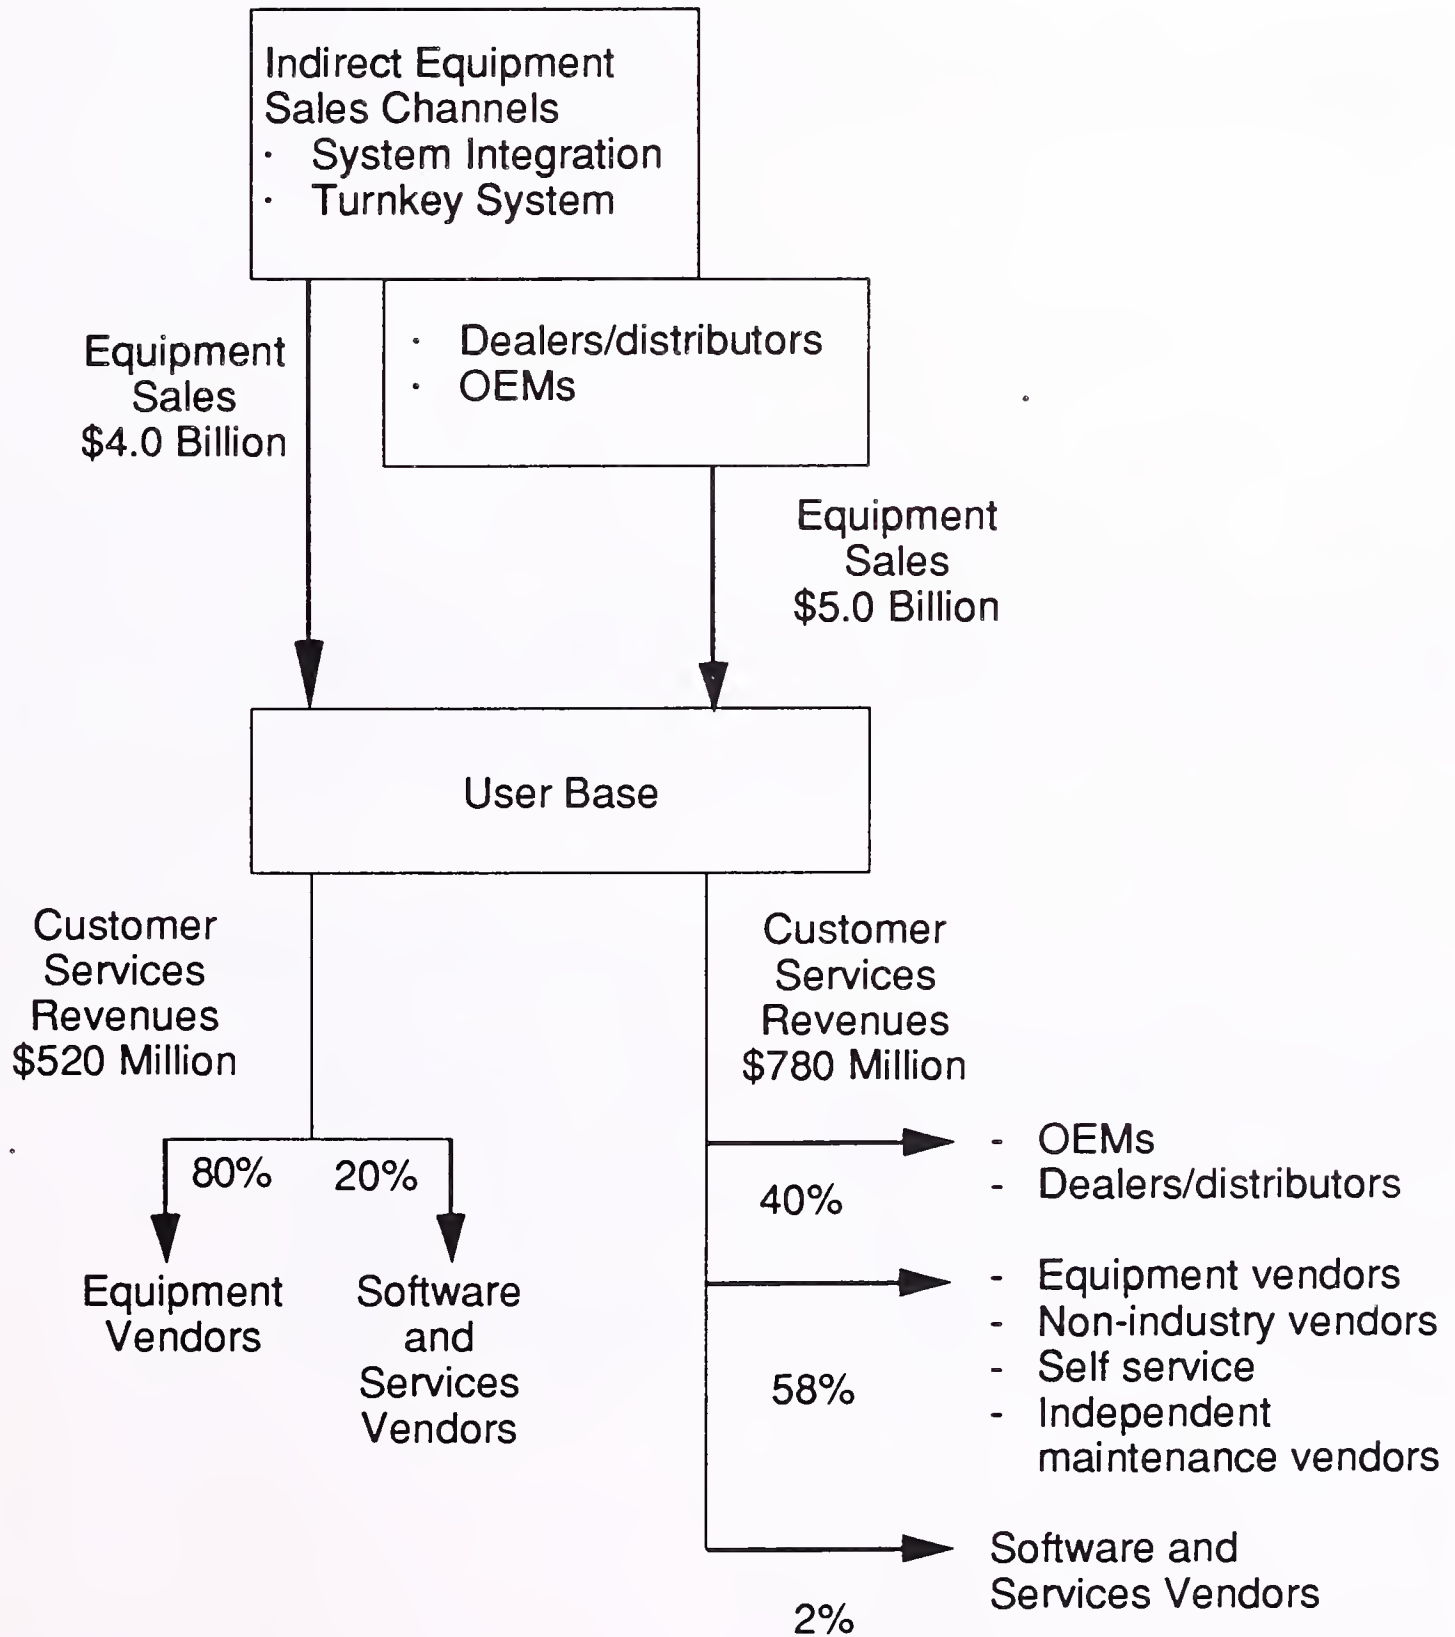 Indirect Equipment
Sales Channels
· System Integration
· Turnkey System
· Dealers/distributors
· OEMs
Equipment
Sales
$4.0 Billion
Equipment
Sales
$5.0 Billion
User Base
Customer
Services
Revenues
$520 Million
Customer
Services
Revenues
$780 Million
80%
20%
Equipment
Vendors
Software
and
Services
Vendors
40%
- OEMs
- Dealers/distributors
58%
- Equipment vendors
- Non-industry vendors
- Self service
- Independent
maintenance vendors
2%
Software and
Services Vendors